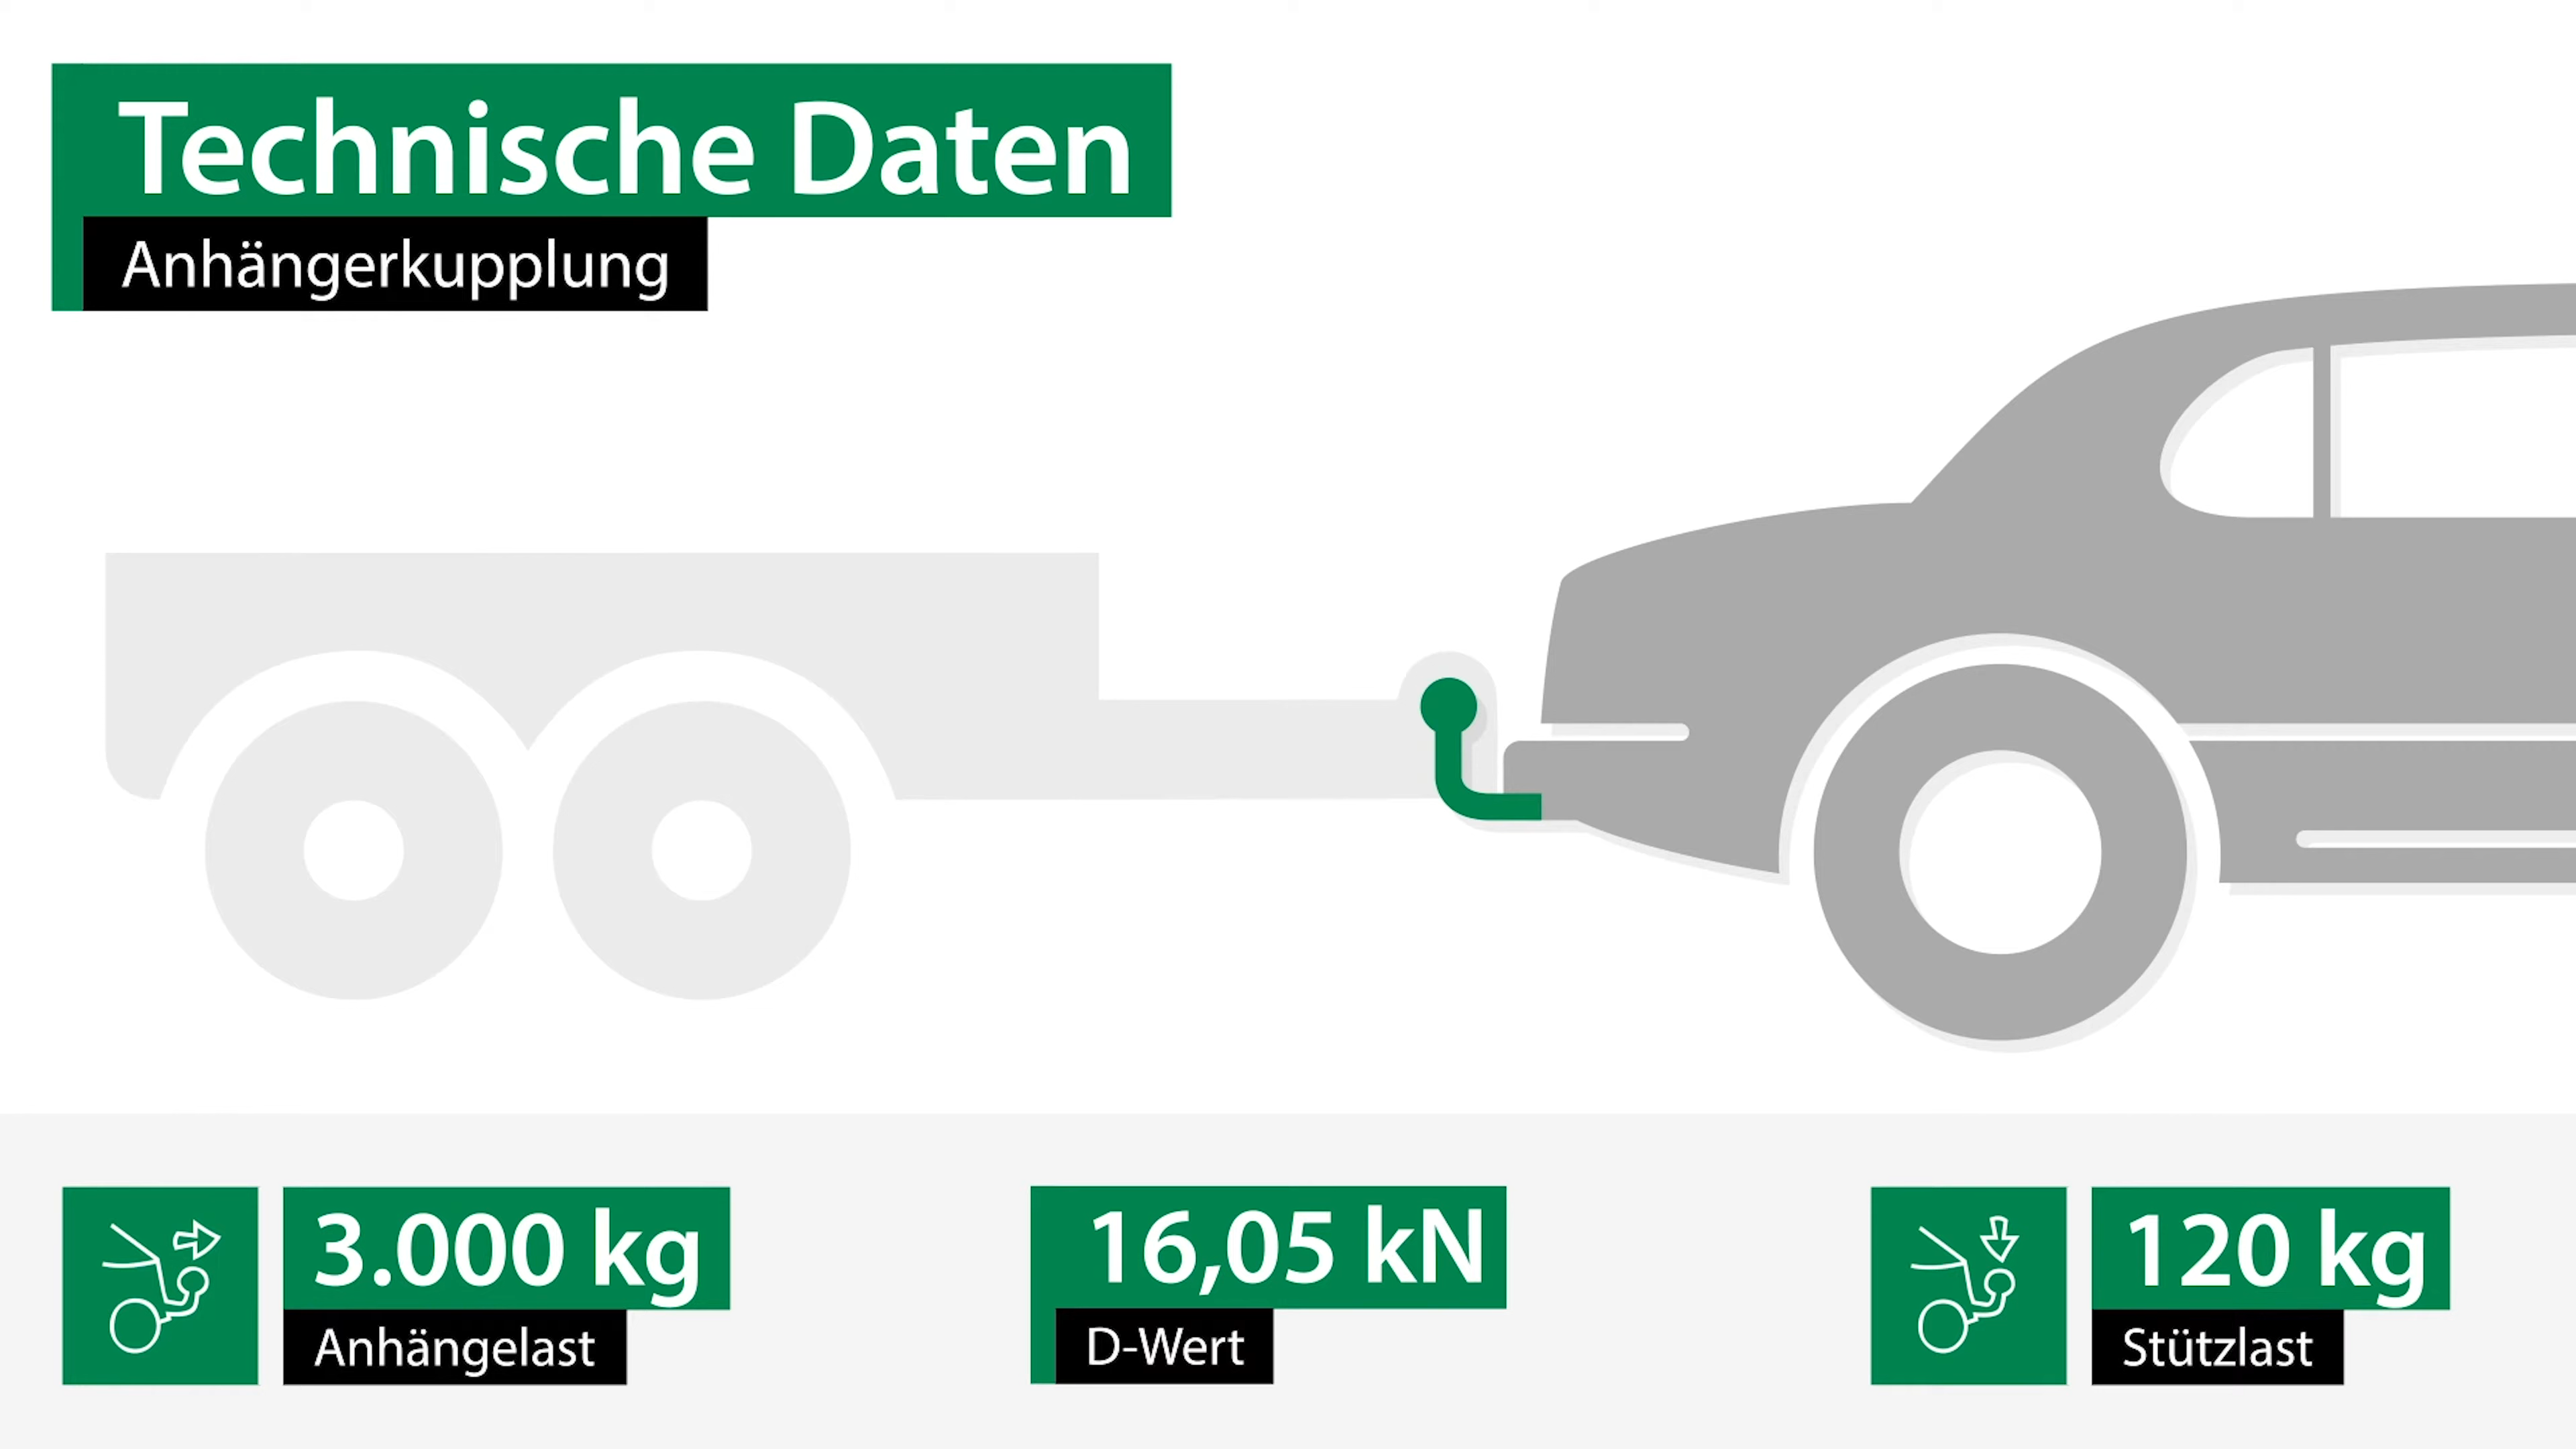 Technische Daten
Anhängerkupplung
3.000 kg
Anhängelast
16,05 kN
D-Wert
120 kg
Stützlast